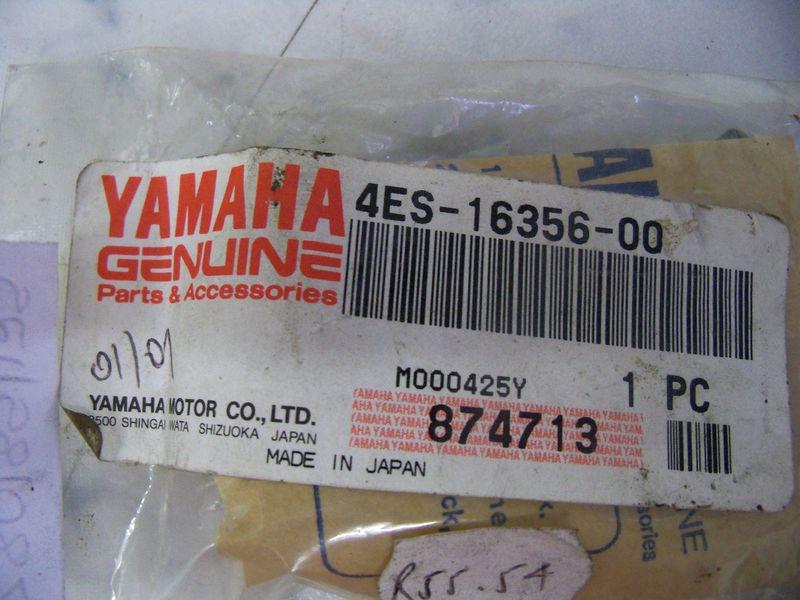 YAMAHA
GENUINE
Parts & Accessories
4ES-16356-00
01/01
M000425Y
1 PC
YAMAHA MOTOR CO., LTD.
2500 SHINGAI IWATA SHIZUOKA JAPAN
874713
MADE IN JAPAN
R55.54